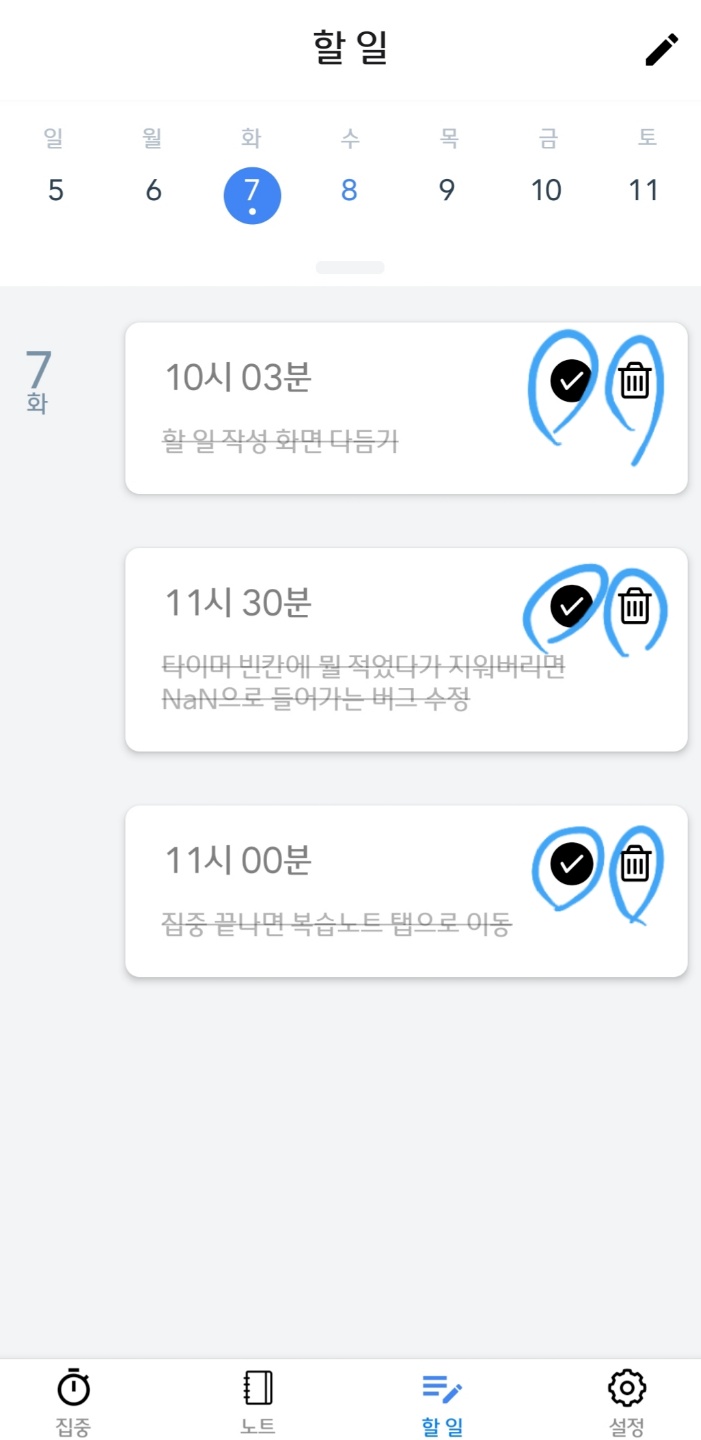 할 일
일 월 화 수 목 금 토
5 6 7 8 9 10 11
7
화
10시 03분
할 일 작성 화면 다듬기
11시 30분
타이머 빈칸에 뭘 적었다가 지워버리면
NaN으로 들어가는 버그 수정
11시 00분
집중 끝나면 복습노트 탭으로 이동
집중 노트 할 일 설정